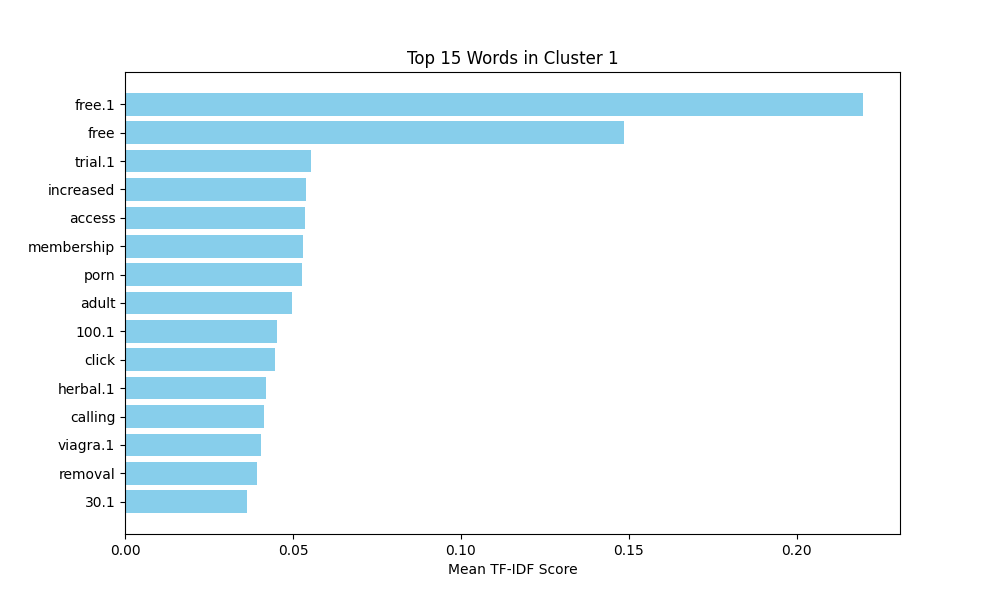 Top 15 Words in Cluster 1
free.1
free
trial.1
increased
access
membership
porn
adult
100.1
click
herbal.1
calling
viagra.1
removal
30.1
0.00 0.05 0.10 0.15 0.20
Mean TF-IDF Score